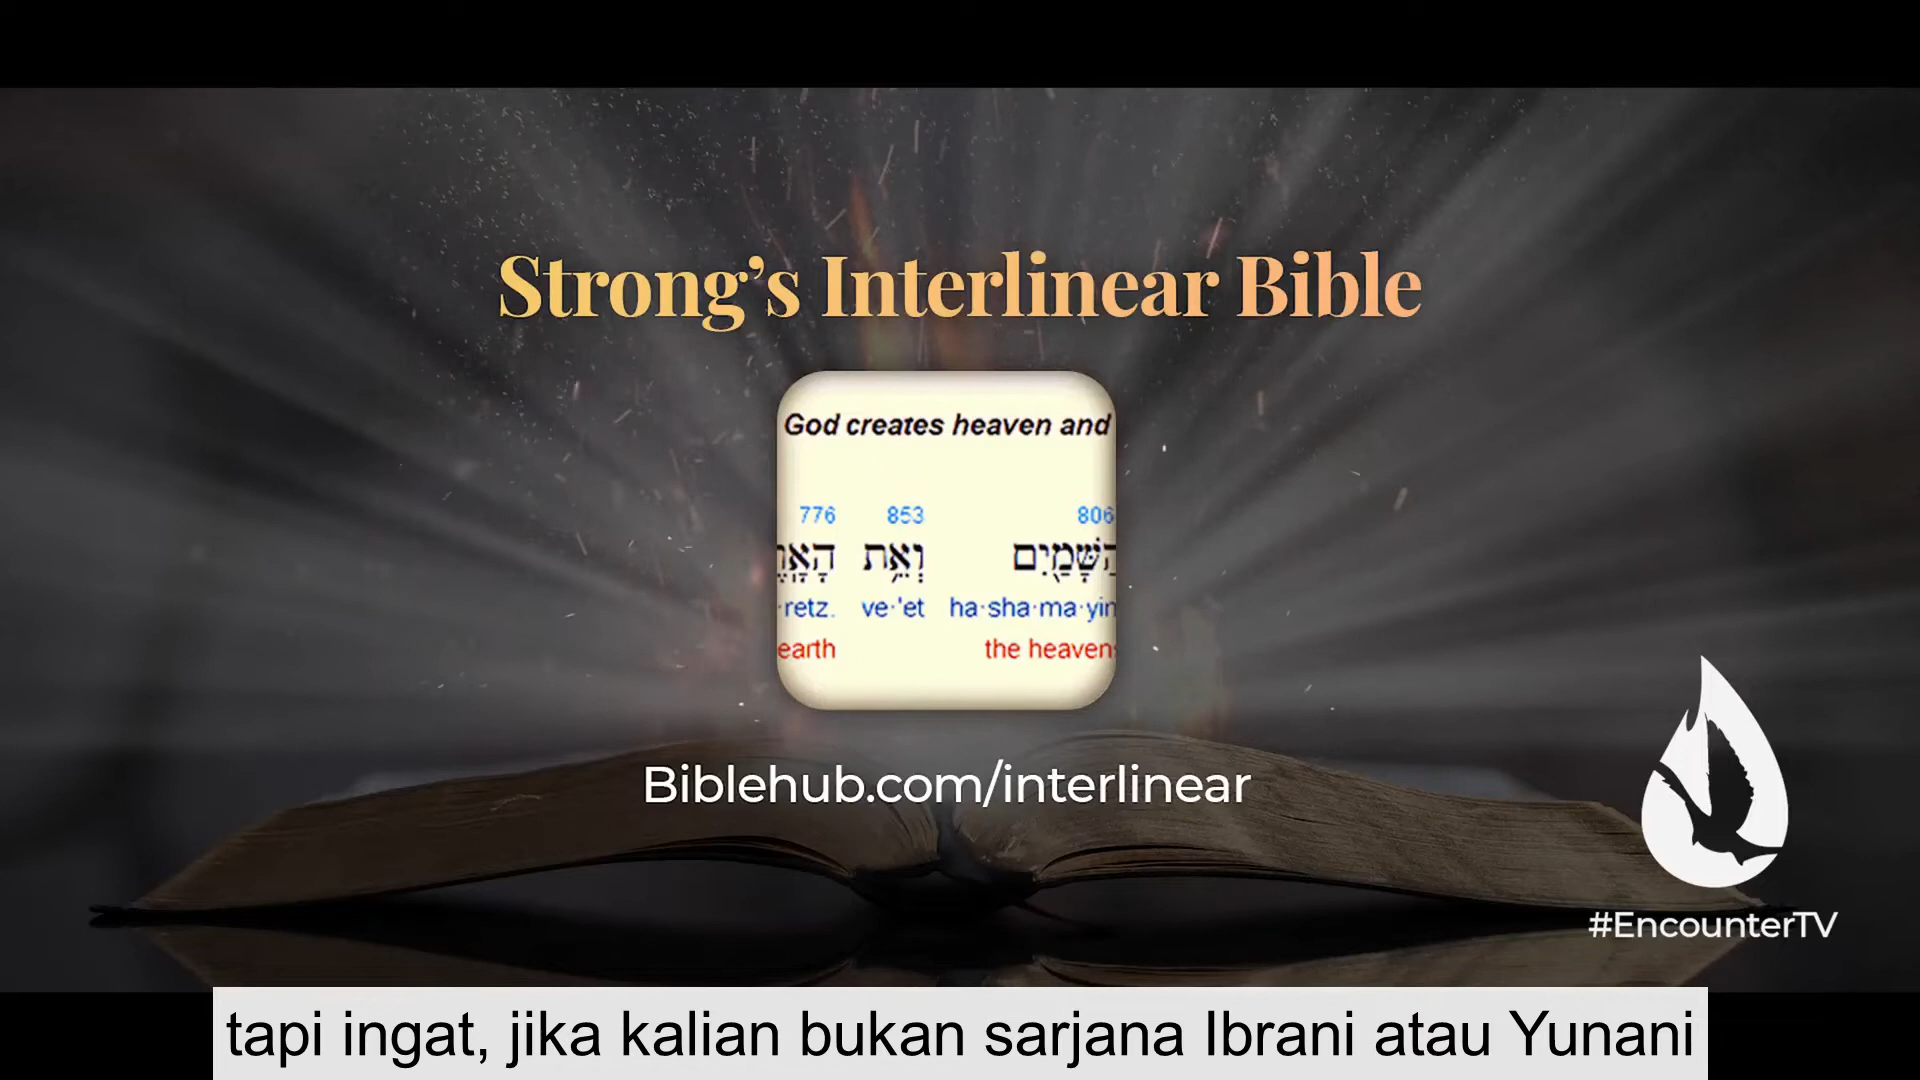 Strong's Interlinear Bible
God creates heaven and
776 853 806
הָאָ וְאֵ֥ת הַשָּׁמַ֖יִם
retz. ve·'et ha·sha·ma·yin
earth the heavens
Biblehub.com/interlinear
#EncounterTV
tapi ingat, jika kalian bukan sarjana Ibrani atau Yunani